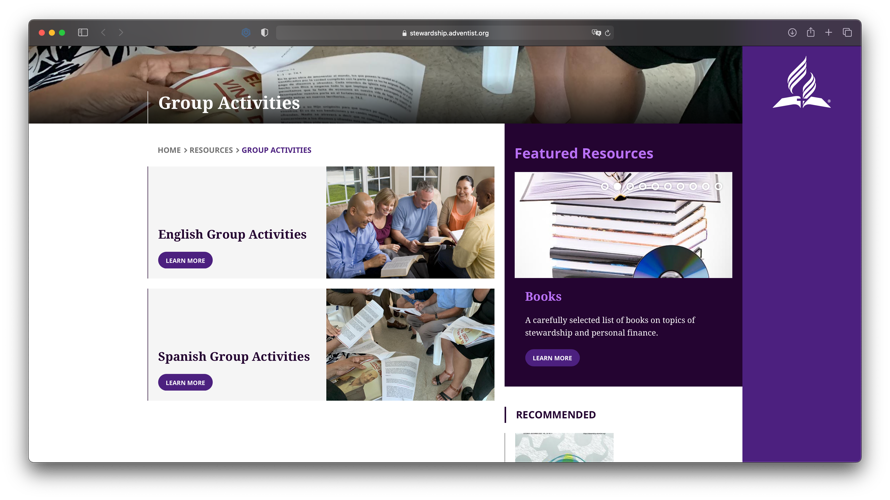 stewardship.adventist.org
Group Activities
HOME > RESOURCES > GROUP ACTIVITIES
English Group Activities
LEARN MORE
Spanish Group Activities
LEARN MORE
Featured Resources
Books
A carefully selected list of books on topics of
stewardship and personal finance.
LEARN MORE
RECOMMENDED